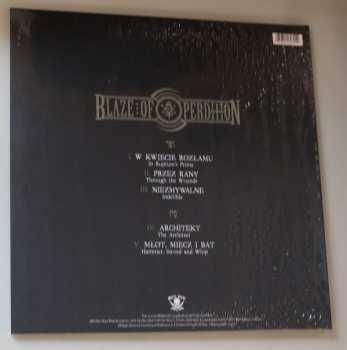 BLAZE OF PERDITION
I W KWIECIE ROZŁAMU
In Rupture's Prime
II PRZEZ RANY
Through the Wounds
III NIEZMYWALNE
Indelible
IV ARCHITEKT
The Architect
V MŁOT, MIECZ I BAT
Hammer, Sword and Whip